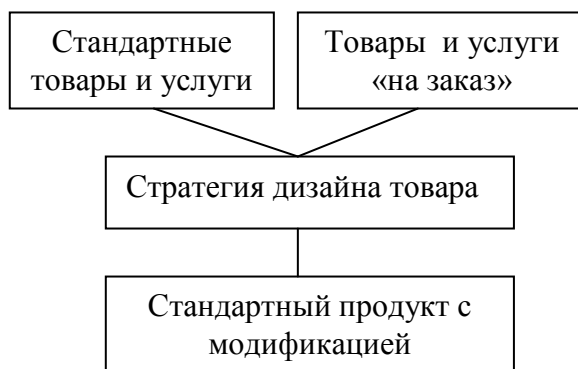 Стандартные
товары и услуги
Товары и услуги
«на заказ»
Стратегия дизайна товара
Стандартный продукт с
модификацией